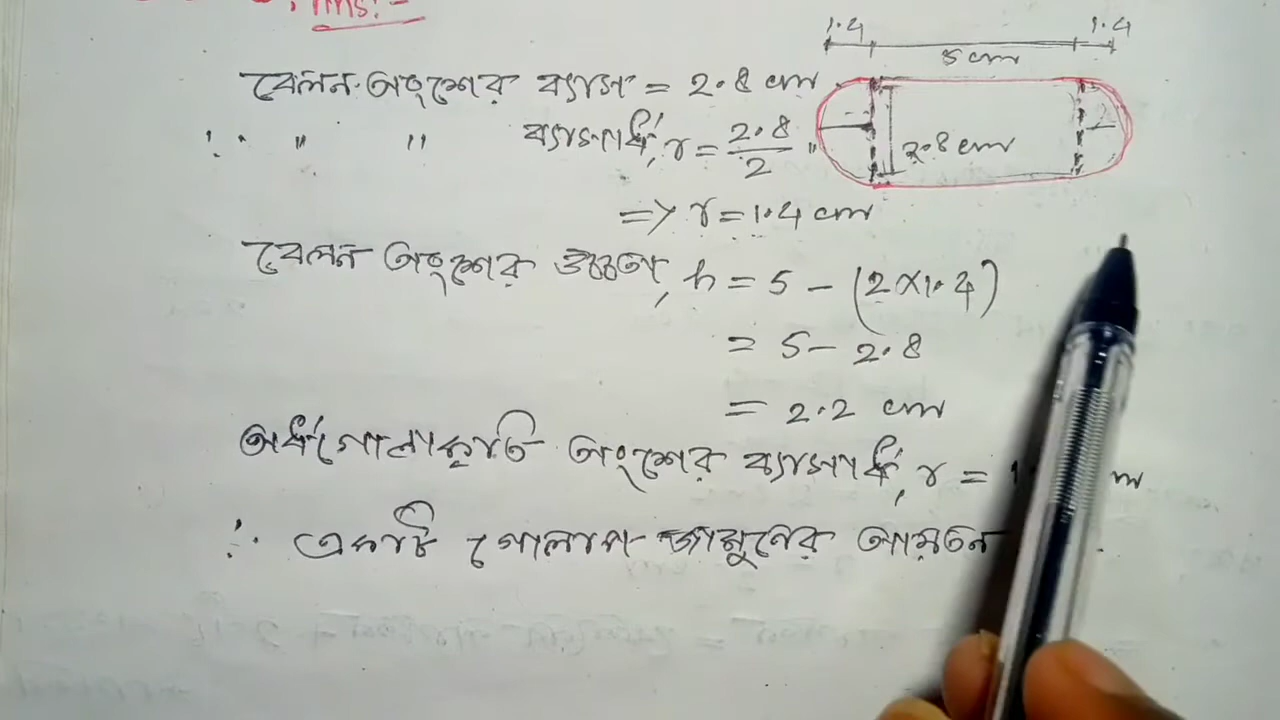 Ans:-
1.4 5 cm 1.4
বেলন অংশের ব্যাস = 2.8 cm
∴ " " ব্যাসার্ধ, r = 2.8/2 "
2.8 cm
=> r = 1.4 cm
বেলন অংশের উচ্চতা, h = 5 - (2×1.4)
= 5 - 2.8
= 2.2 cm
অর্ধগোলাকৃতি অংশের ব্যাসার্ধ, r =
∴ একটি গোলাপ জামুনের আয়তন